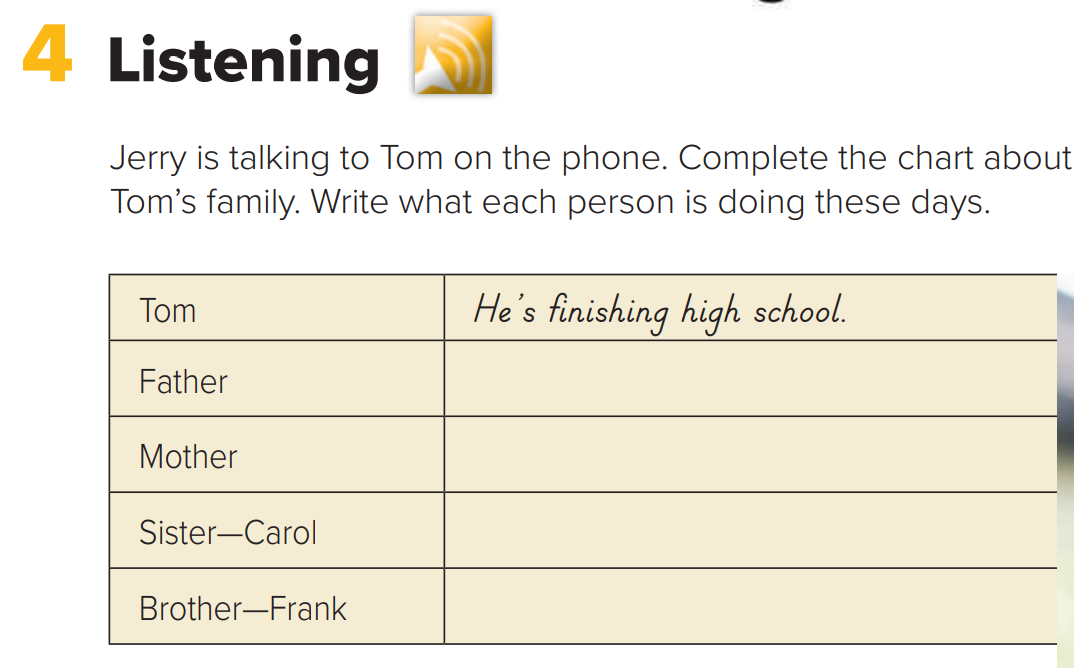 4 Listening
Jerry is talking to Tom on the phone. Complete the chart about
Tom's family. Write what each person is doing these days.
Tom He's finishing high school.
Father
Mother
Sister—Carol
Brother—Frank